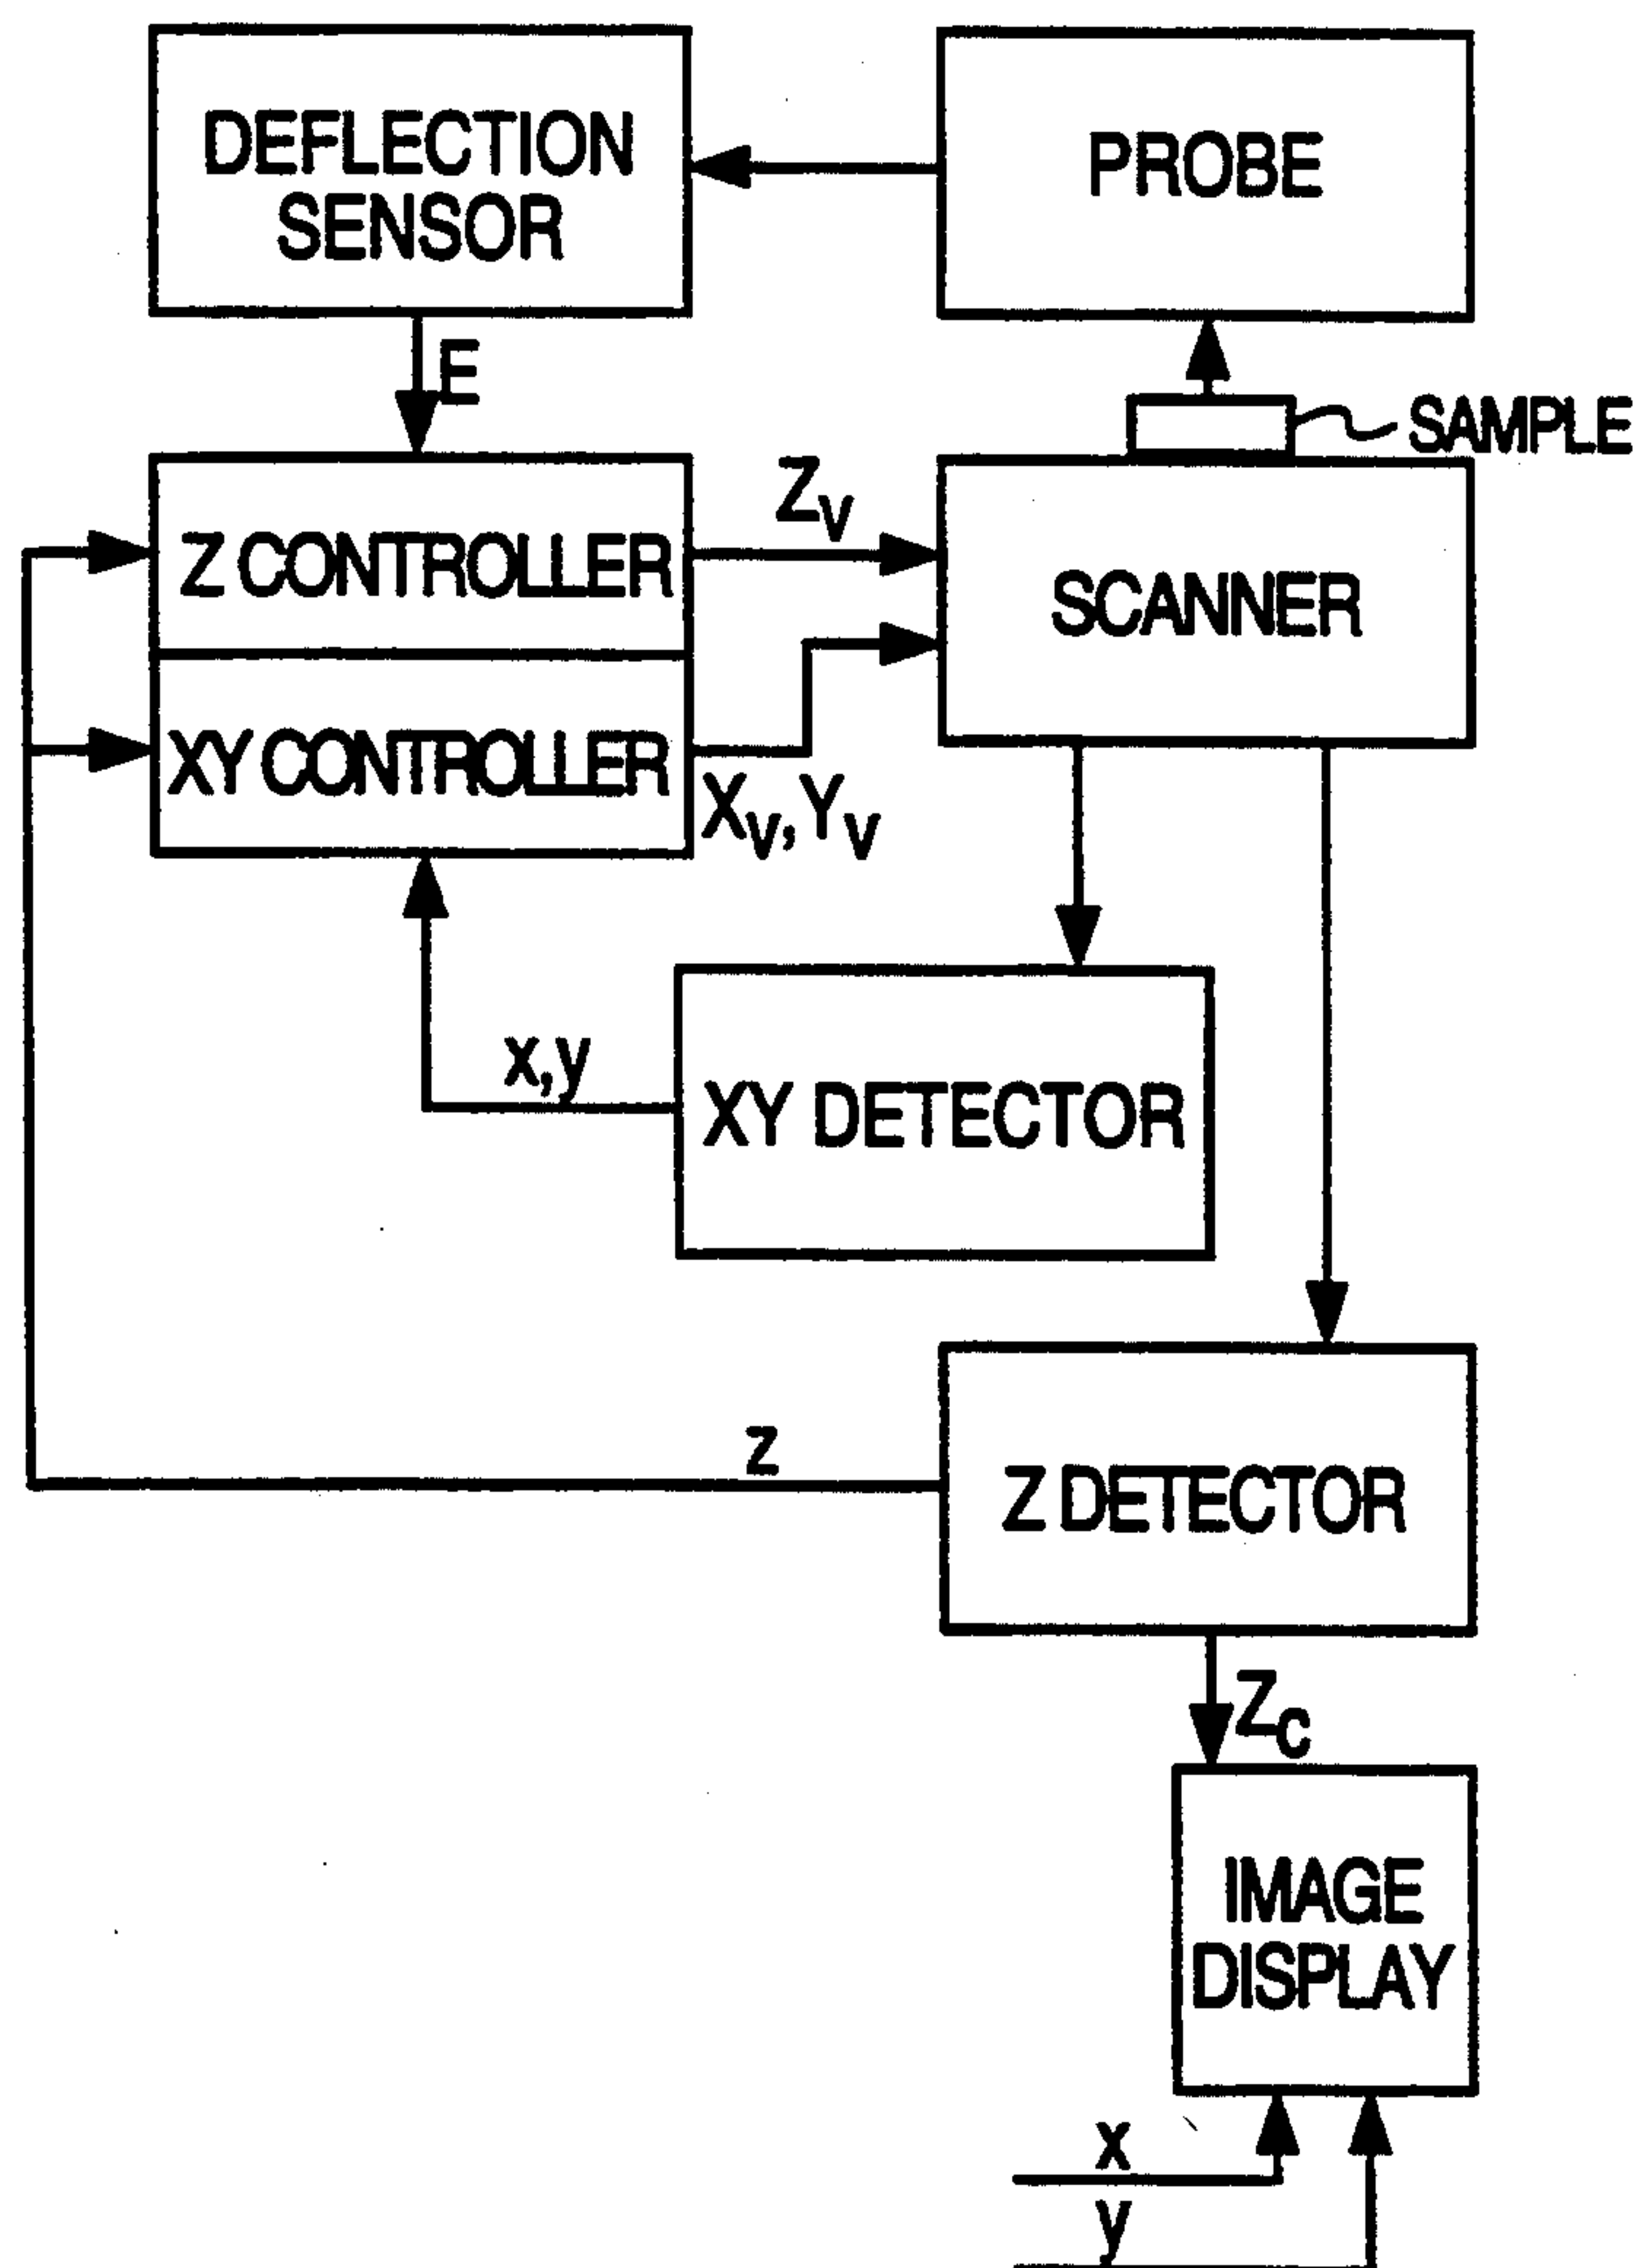 DEFLECTION
SENSOR
PROBE
E
SAMPLE
Z CONTROLLER
ZV
SCANNER
XY CONTROLLER
XV, YV
x,y
XY DETECTOR
z
Z DETECTOR
ZC
IMAGE
DISPLAY
x
y